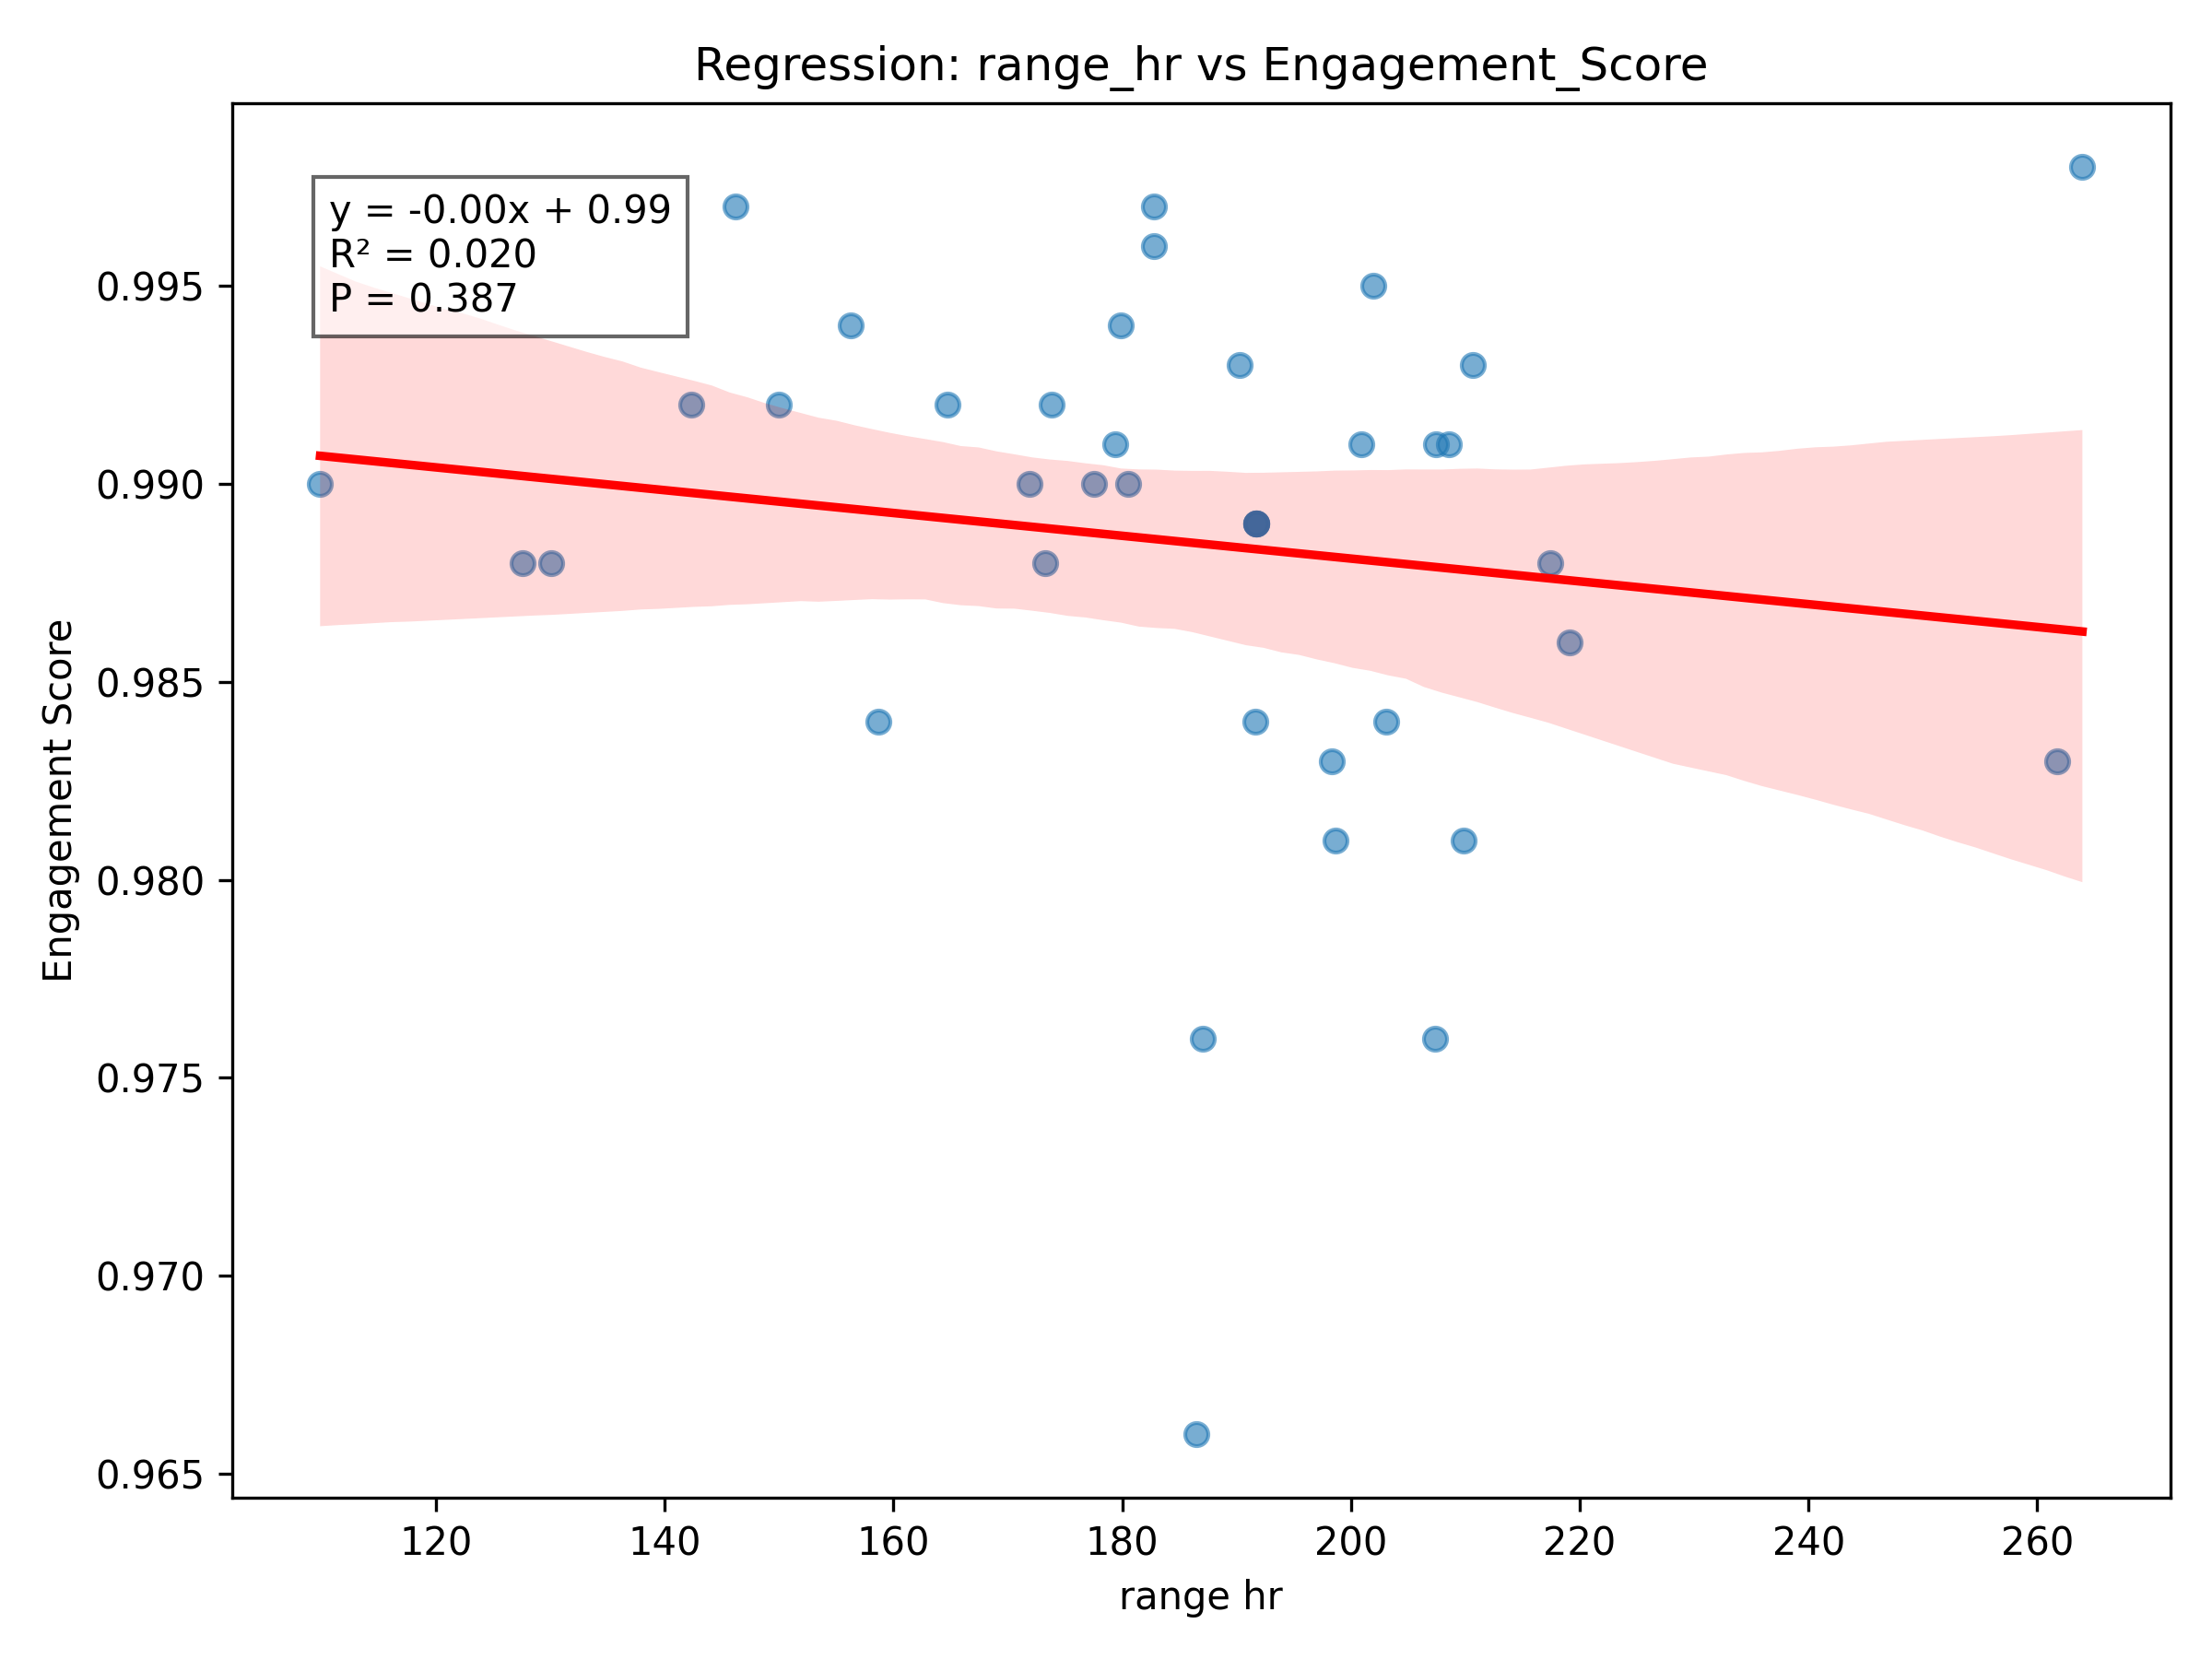 Regression: range_hr vs Engagement_Score
y = -0.00x + 0.99
R² = 0.020
P = 0.387
Engagement Score
0.995
0.990
0.985
0.980
0.975
0.970
0.965
120 140 160 180 200 220 240 260
range hr